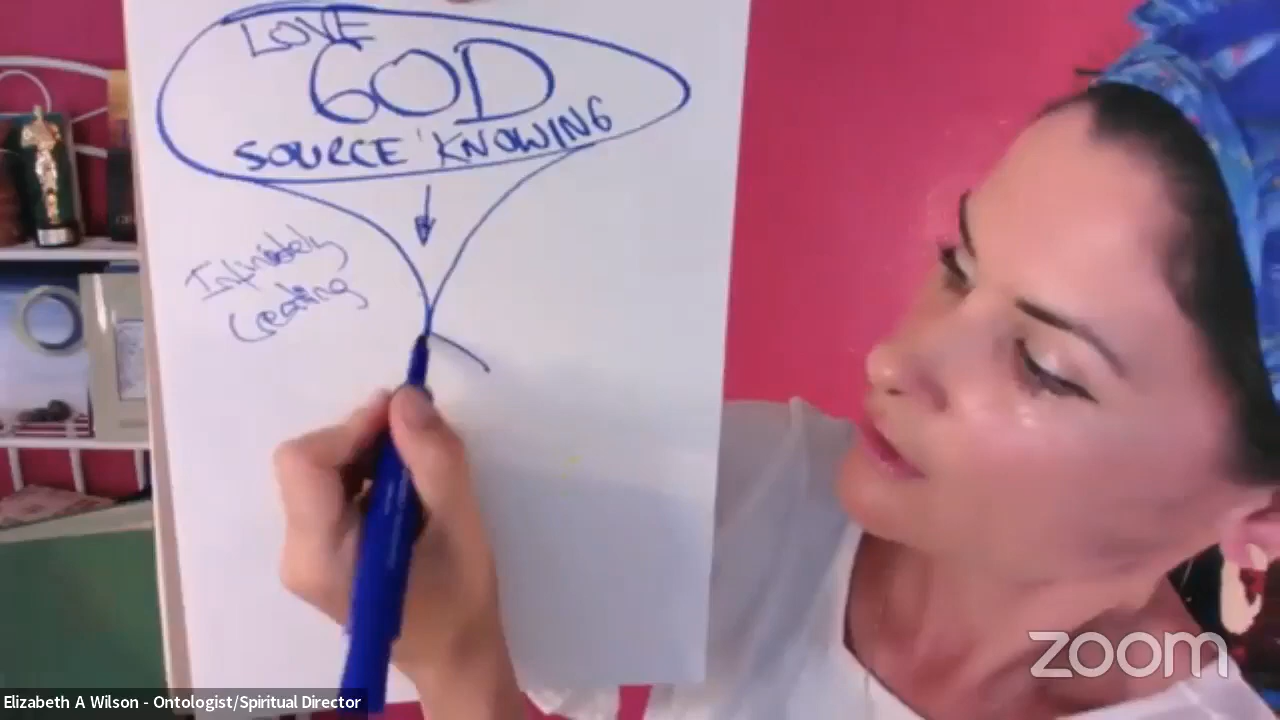 LOVE
GOD
SOURCE KNOWING
Infinitely
Creating
zoom
Elizabeth A Wilson - Ontologist/Spiritual Director